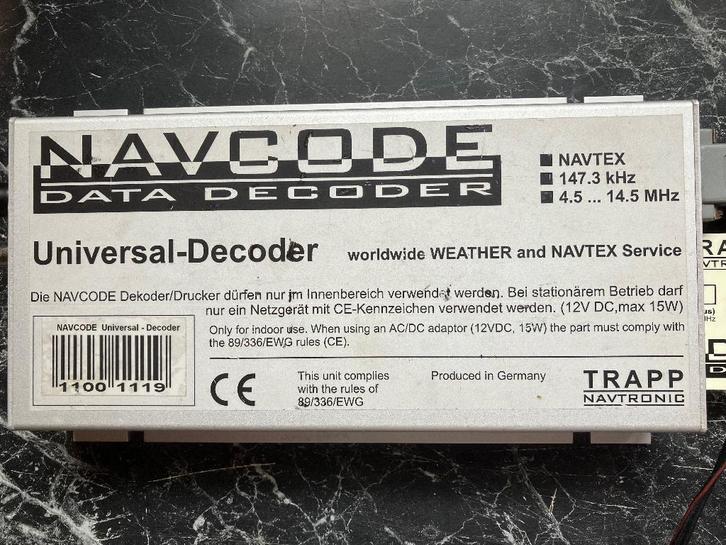 NAVCODE
DATA DECODER
■ NAVTEX
■ 147.3 kHz
■ 4.5 ... 14.5 MHz
Universal-Decoder
worldwide WEATHER and NAVTEX Service
Die NAVCODE Dekoder/Drucker dürfen nur im Innenbereich verwendet werden. Bei stationärem Betrieb darf
nur ein Netzgerät mit CE-Kennzeichen verwendet werden. (12V DC,max 15W)
NAVCODE Universal - Decoder
1100 1119
Only for indoor use. When using an AC/DC adaptor (12VDC, 15W) the part must comply with
the 89/336/EWG rules (CE).
CE
This unit complies
with the rules of
89/336/EWG
Produced in Germany
TRAPP
NAVTRONIC